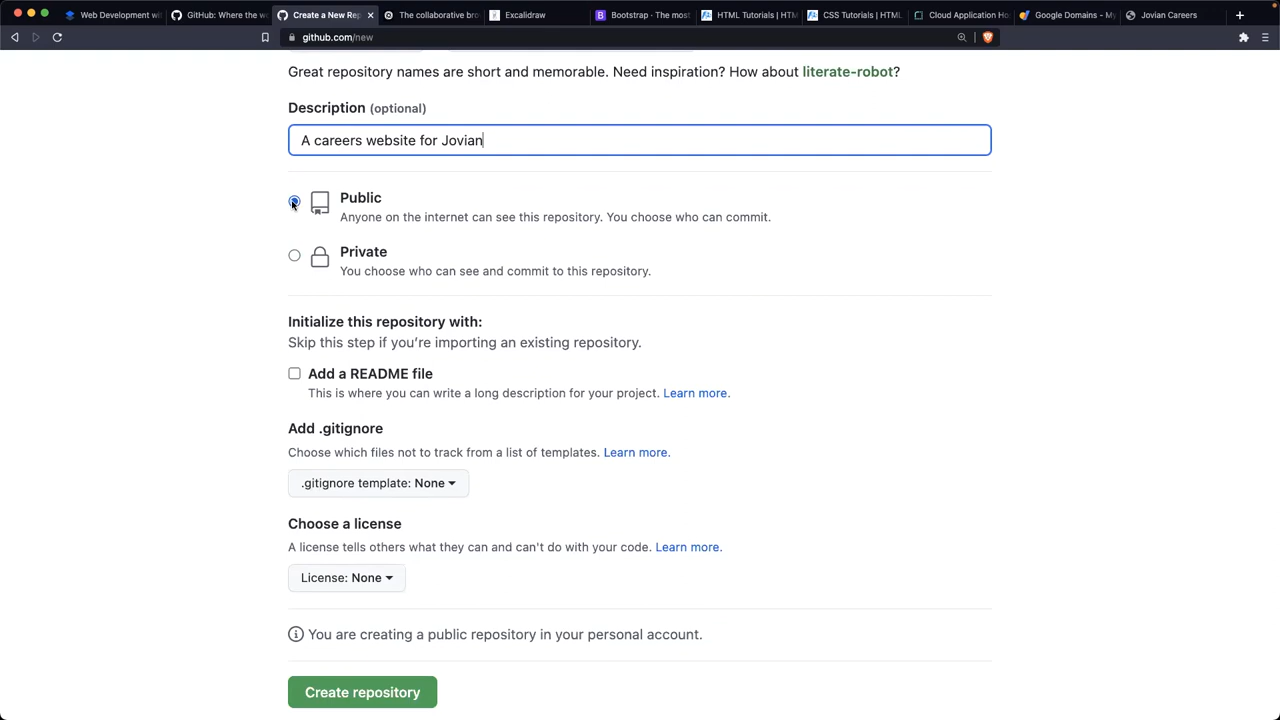 Web Development wit
GitHub: Where the w
Create a New Rep
The collaborative bro
Excalidraw
Bootstrap · The most
HTML Tutorials | HTM
CSS Tutorials | HTML
Cloud Application Ho
Google Domains - My
Jovian Careers
github.com/new
Great repository names are short and memorable. Need inspiration? How about literate-robot?
Description (optional)
A careers website for Jovian
Public
Anyone on the internet can see this repository. You choose who can commit.
Private
You choose who can see and commit to this repository.
Initialize this repository with:
Skip this step if you're importing an existing repository.
Add a README file
This is where you can write a long description for your project. Learn more.
Add .gitignore
Choose which files not to track from a list of templates. Learn more.
.gitignore template: None
Choose a license
A license tells others what they can and can't do with your code. Learn more.
License: None
You are creating a public repository in your personal account.
Create repository